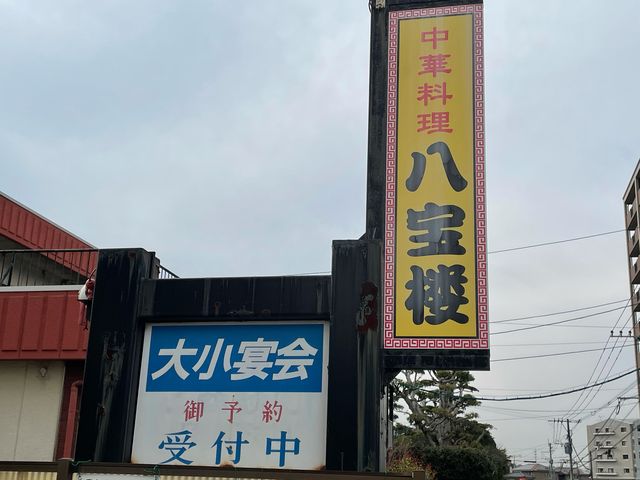 中華料理
八宝楼
大小宴会
御予約
受付中